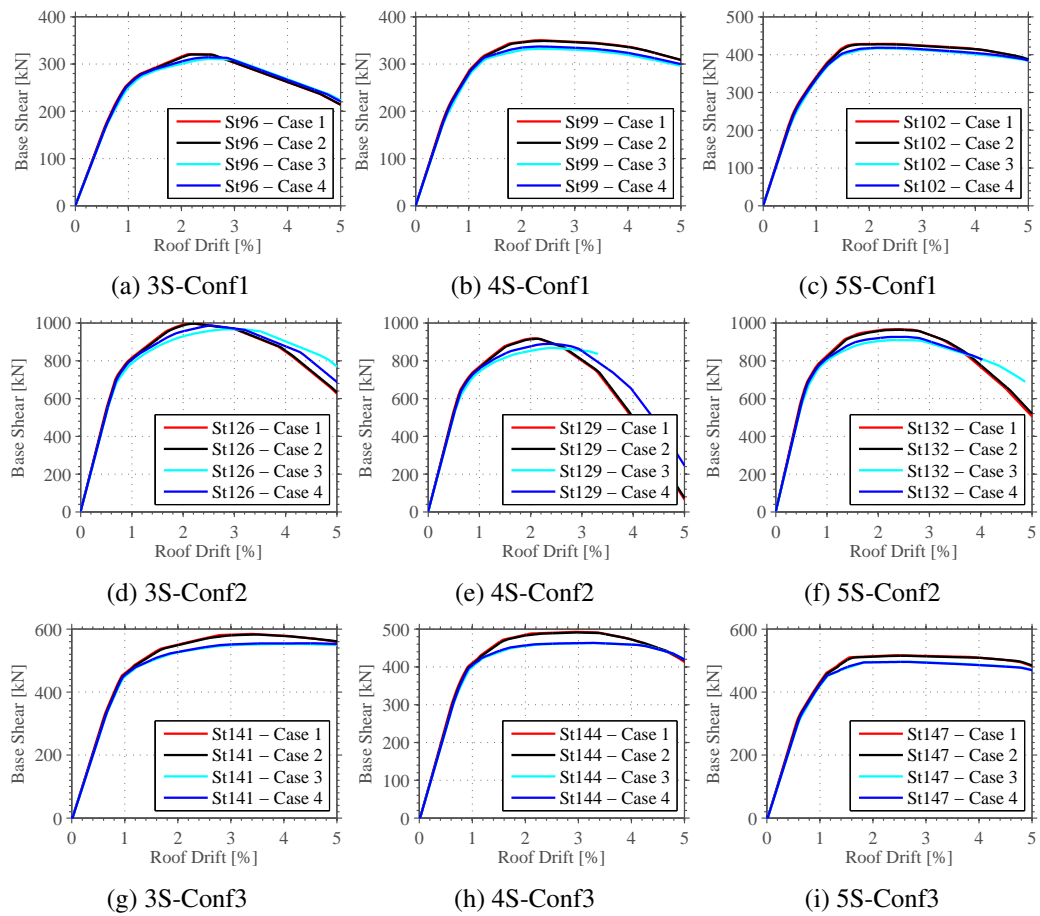 400
300
200
100
0
Base Shear [kN]
St96 – Case 1
St96 – Case 2
St96 – Case 3
St96 – Case 4
0 1 2 3 4 5
Roof Drift [%]
(a) 3S-Conf1
400
300
200
100
0
Base Shear [kN]
St99 – Case 1
St99 – Case 2
St99 – Case 3
St99 – Case 4
0 1 2 3 4 5
Roof Drift [%]
(b) 4S-Conf1
500
400
300
200
100
0
Base Shear [kN]
St102 – Case 1
St102 – Case 2
St102 – Case 3
St102 – Case 4
0 1 2 3 4 5
Roof Drift [%]
(c) 5S-Conf1
1000
800
600
400
200
0
Base Shear [kN]
St126 – Case 1
St126 – Case 2
St126 – Case 3
St126 – Case 4
0 1 2 3 4 5
Roof Drift [%]
(d) 3S-Conf2
1000
800
600
400
200
0
Base Shear [kN]
St129 – Case 1
St129 – Case 2
St129 – Case 3
St129 – Case 4
0 1 2 3 4 5
Roof Drift [%]
(e) 4S-Conf2
1000
800
600
400
200
0
Base Shear [kN]
St132 – Case 1
St132 – Case 2
St132 – Case 3
St132 – Case 4
0 1 2 3 4 5
Roof Drift [%]
(f) 5S-Conf2
600
400
200
0
Base Shear [kN]
St141 – Case 1
St141 – Case 2
St141 – Case 3
St141 – Case 4
0 1 2 3 4 5
Roof Drift [%]
(g) 3S-Conf3
500
400
300
200
100
0
Base Shear [kN]
St144 – Case 1
St144 – Case 2
St144 – Case 3
St144 – Case 4
0 1 2 3 4 5
Roof Drift [%]
(h) 4S-Conf3
600
400
200
0
Base Shear [kN]
St147 – Case 1
St147 – Case 2
St147 – Case 3
St147 – Case 4
0 1 2 3 4 5
Roof Drift [%]
(i) 5S-Conf3